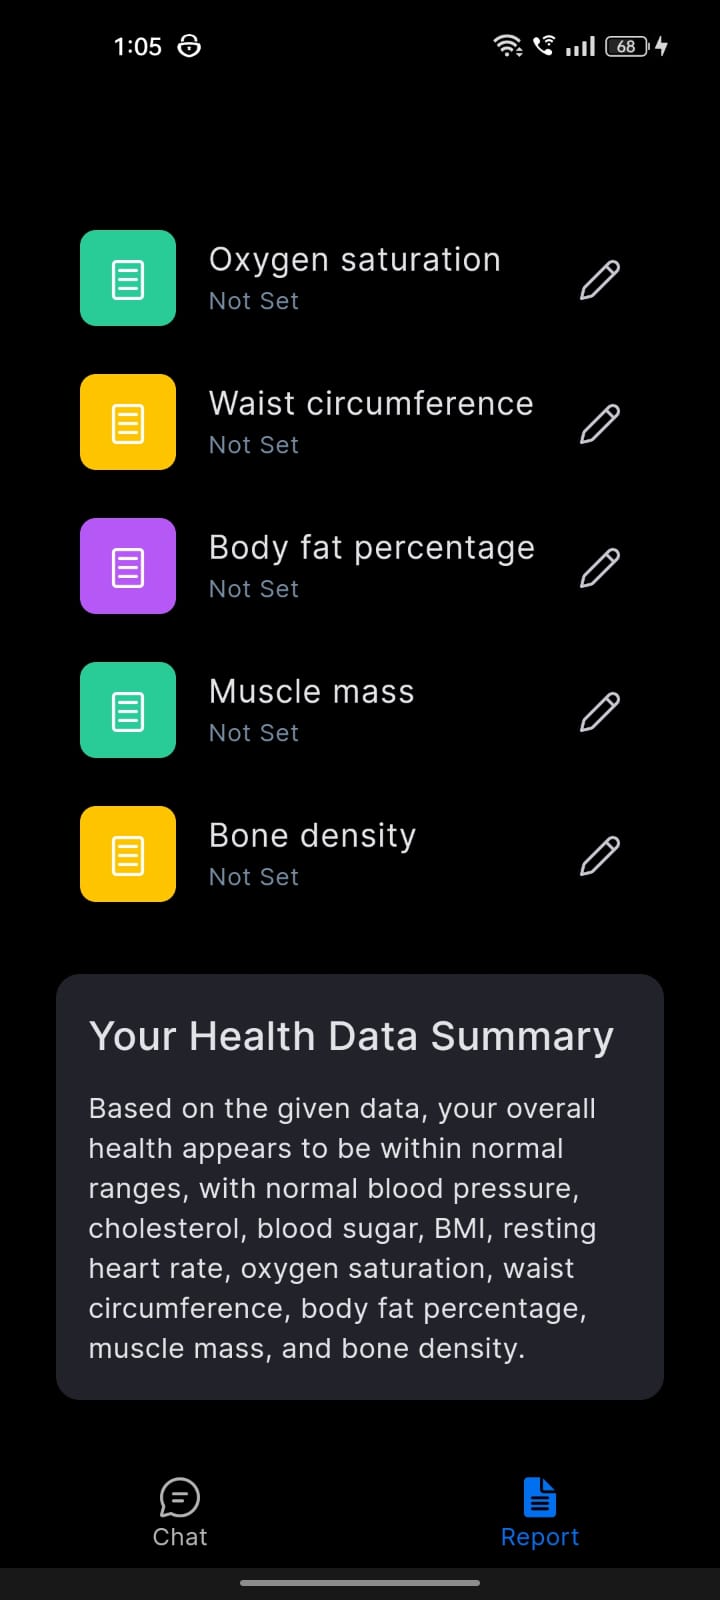 1:05
68
Oxygen saturation
Not Set
Waist circumference
Not Set
Body fat percentage
Not Set
Muscle mass
Not Set
Bone density
Not Set
Your Health Data Summary
Based on the given data, your overall
health appears to be within normal
ranges, with normal blood pressure,
cholesterol, blood sugar, BMI, resting
heart rate, oxygen saturation, waist
circumference, body fat percentage,
muscle mass, and bone density.
Chat
Report